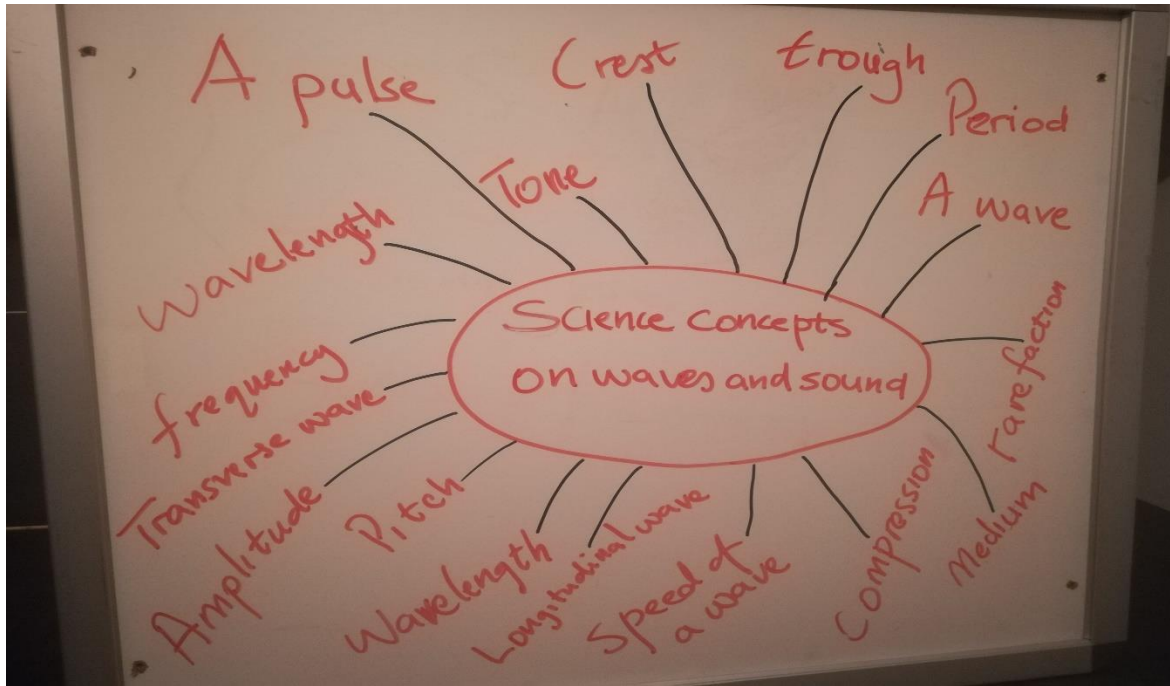 A pulse
Crest
trough
Period
Tone
A wave
Wavelength
Science concepts
on waves and sound
rarefaction
frequency
Transverse wave
Amplitude
Pitch
Wavelength
Longitudinal wave
Speed of
a wave
Compression
Medium